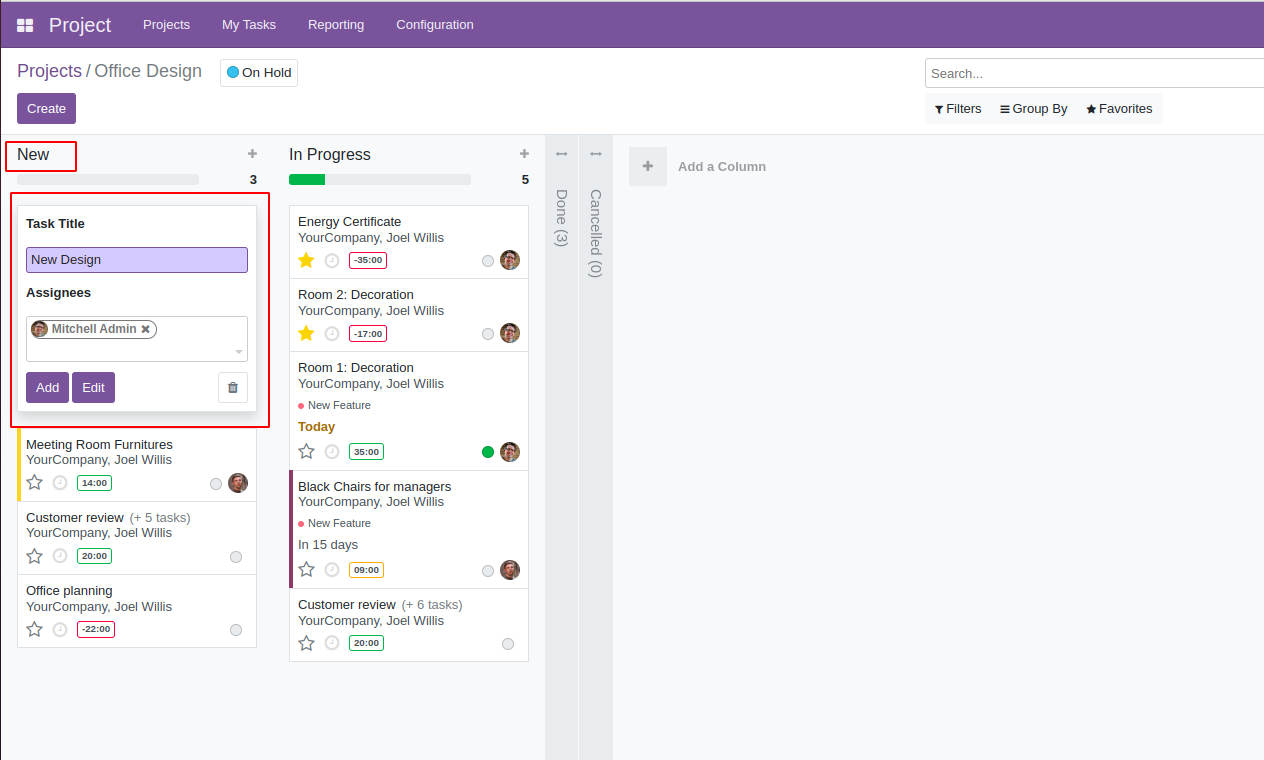 Project Projects My Tasks Reporting Configuration
Projects / Office Design On Hold
Search...
Create
Filters Group By Favorites
New
3
Task Title
New Design
Assignees
Mitchell Admin
Add Edit
Meeting Room Furnitures
YourCompany, Joel Willis
14:00
Customer review (+ 5 tasks)
YourCompany, Joel Willis
20:00
Office planning
YourCompany, Joel Willis
-22:00
In Progress
5
Energy Certificate
YourCompany, Joel Willis
-35:00
Room 2: Decoration
YourCompany, Joel Willis
-17:00
Room 1: Decoration
YourCompany, Joel Willis
New Feature
Today
35:00
Black Chairs for managers
YourCompany, Joel Willis
New Feature
In 15 days
09:00
Customer review (+ 6 tasks)
YourCompany, Joel Willis
20:00
Done (3)
Cancelled (0)
Add a Column